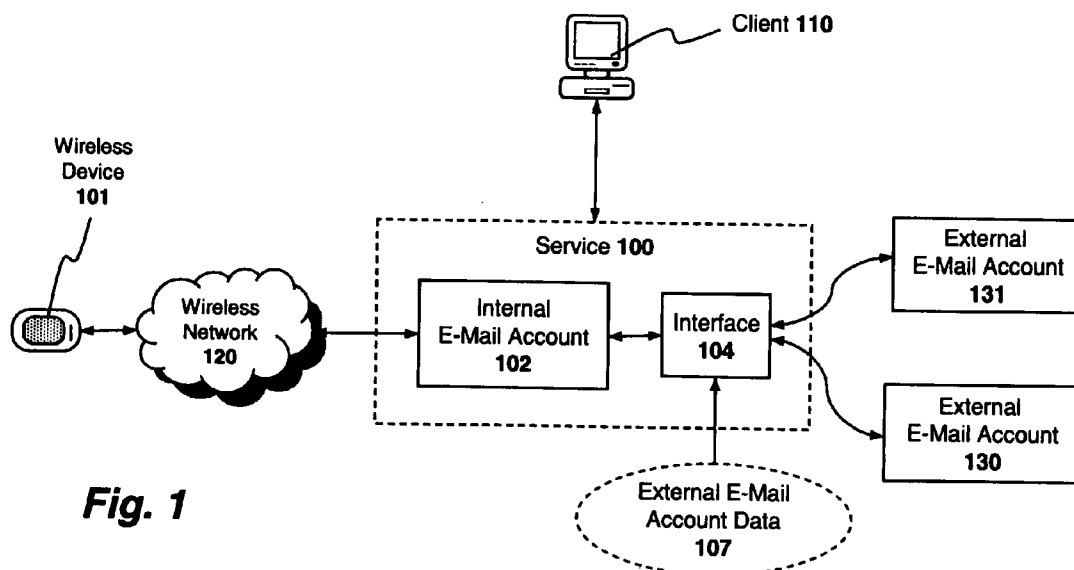 Client 110
Wireless
Device
101
Service 100
External
E-Mail Account
131
Wireless
Network
120
Internal
E-Mail Account
102
Interface
104
External
E-Mail Account
130
Fig. 1
External E-Mail
Account Data
107